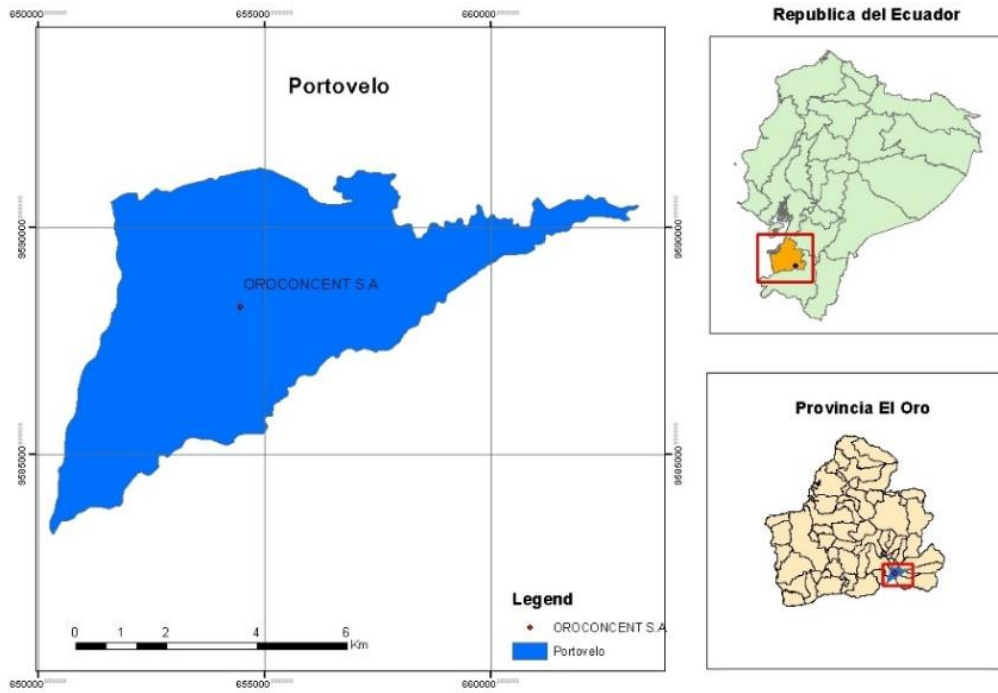 650000
655000
660000
Portovelo
9590000
9590000
OROCONCENT S.A
9585000
9585000
Legend
OROCONCENT S.A
Portovelo
0 1 2 4 6
Km
650000
655000
660000
Republica del Ecuador
Provincia El Oro